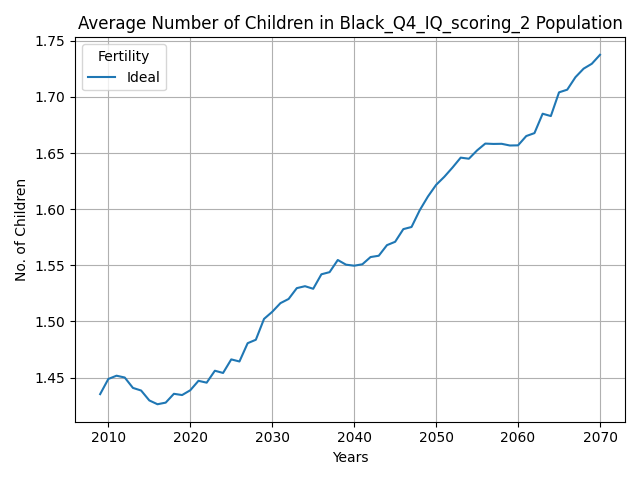 Average Number of Children in Black_Q4_IQ_scoring_2 Population
Fertility
Ideal
No. of Children
1.75
1.70
1.65
1.60
1.55
1.50
1.45
2010 2020 2030 2040 2050 2060 2070
Years